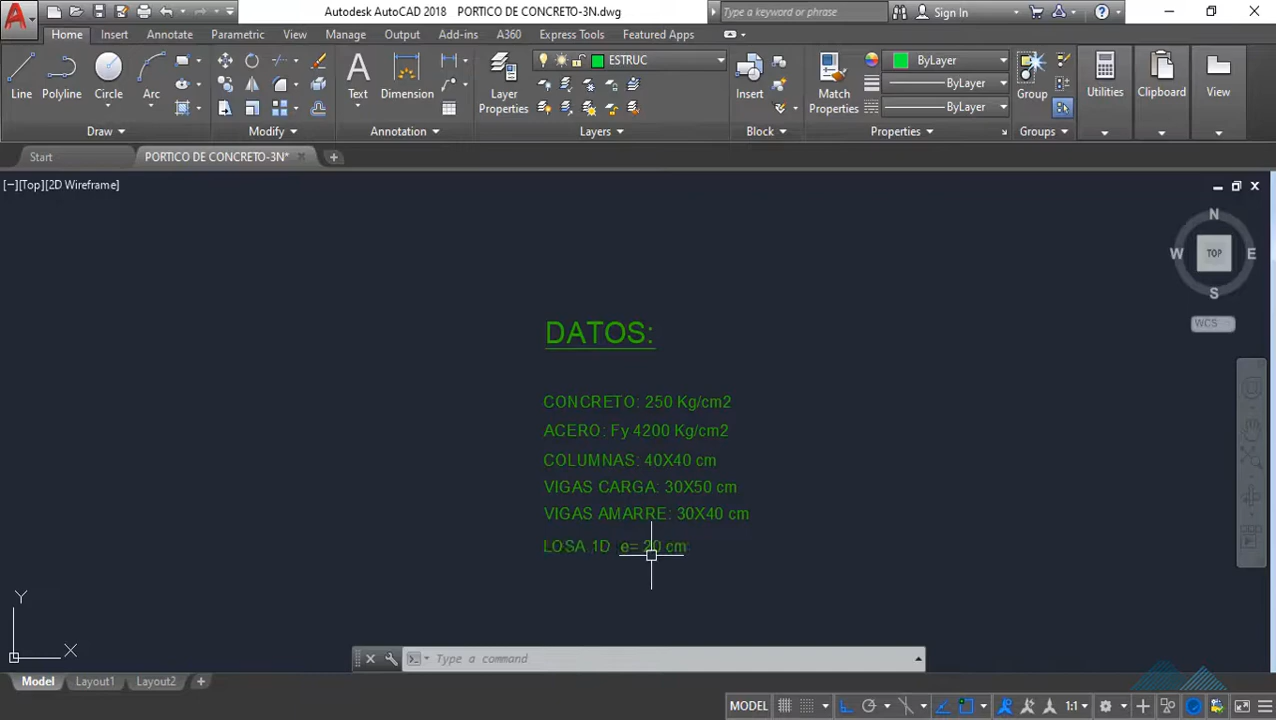 Autodesk AutoCAD 2018 PORTICO DE CONCRETO-3N.dwg
Type a keyword or phrase
Sign In
Home Insert Annotate Parametric View Manage Output Add-ins A360 Express Tools Featured Apps
Line Polyline Circle Arc
Text Dimension
Layer Properties
ESTRUC
Insert
Match Properties
ByLayer
ByLayer
ByLayer
Group
Utilities
Clipboard
View
Draw Modify Annotation Layers Block Properties Groups
Start PORTICO DE CONCRETO-3N*
[−][Top][2D Wireframe]
N
W TOP E
S
WCS
DATOS:
CONCRETO: 250 Kg/cm2
ACERO: Fy 4200 Kg/cm2
COLUMNAS: 40X40 cm
VIGAS CARGA: 30X50 cm
VIGAS AMARRE: 30X40 cm
LOSA 1D e= 20 cm
Y
X
Type a command
Model Layout1 Layout2
MODEL 1:1